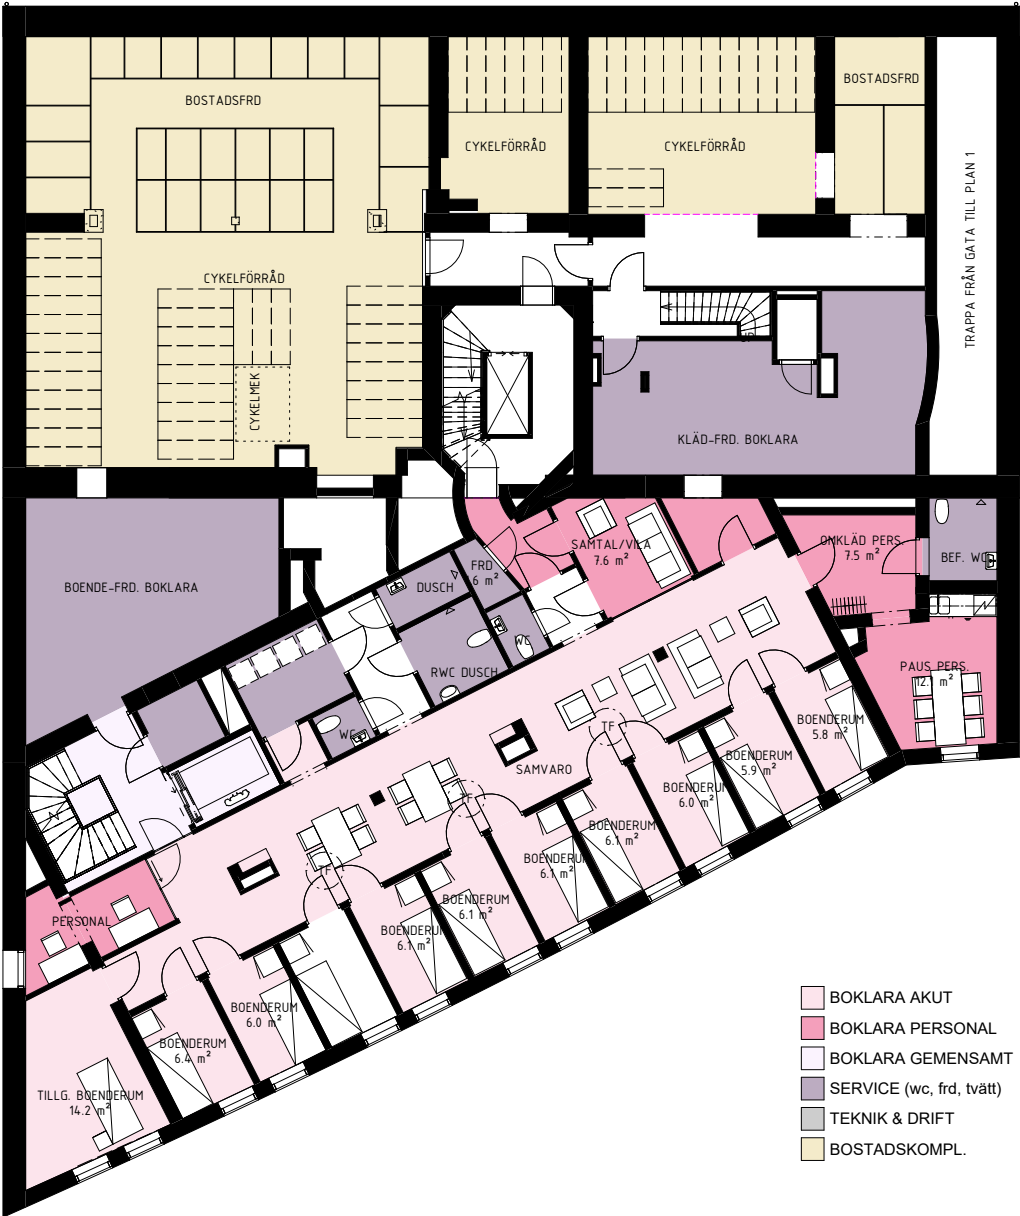 BOSTADSFRD
BOSTADSFRD
CYKELFÖRRÅD
CYKELFÖRRÅD
TRAPPA FRÅN GATA TILL PLAN 1
CYKELFÖRRÅD
CYKELMEK
KLÄD-FRD. BOKLARA
BOENDE-FRD. BOKLARA
SAMTAL/VILA
7.6 m²
OMKLÄD PERS.
7.5 m²
BEF. WC
FRD
6 m²
DUSCH
WC
RWC DUSCH
WC
PAUS PERS.
BOENDERUM
5.8 m²
TF
BOENDERUM
5.9 m²
SAMVARO
BOENDERUM
6.0 m²
TF
BOENDERUM
6.1 m²
BOENDERUM
6.1 m²
TF
BOENDERUM
6.1 m²
BOENDERUM
6.1 m²
PERSONAL
BOENDERUM
6.0 m²
BOENDERUM
6.4 m²
TILLG. BOENDERUM
14.2 m²
BOKLARA AKUT
BOKLARA PERSONAL
BOKLARA GEMENSAMT
SERVICE (wc, frd, tvätt)
TEKNIK & DRIFT
BOSTADSKOMPL.